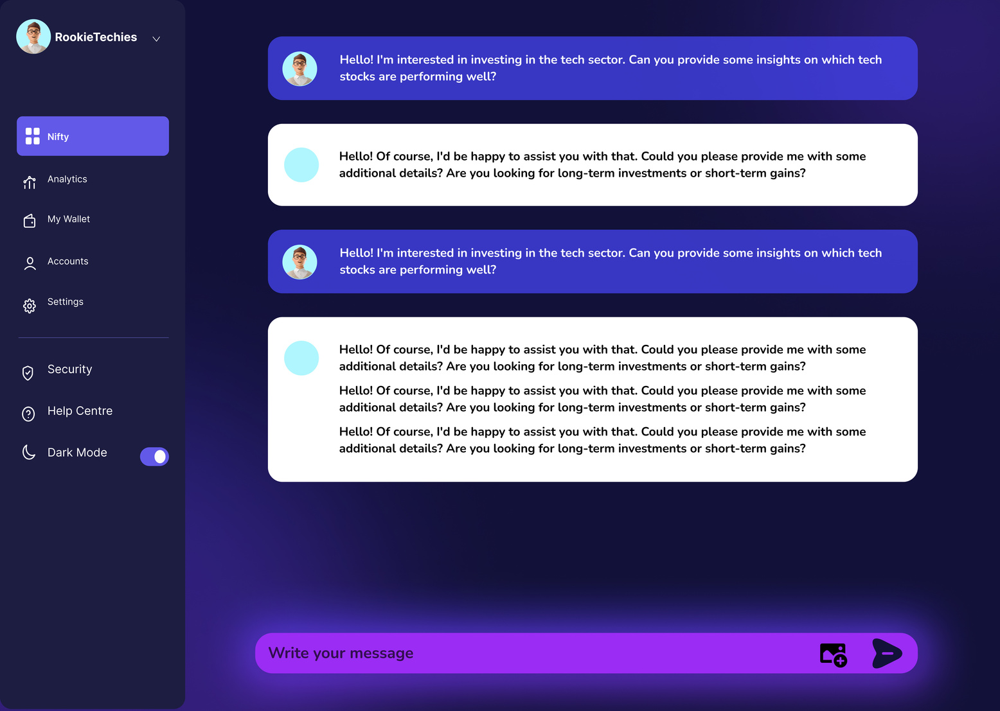 RookieTechies
Nifty
Analytics
My Wallet
Accounts
Settings
Security
Help Centre
Dark Mode
Hello! I'm interested in investing in the tech sector. Can you provide some insights on which tech
stocks are performing well?
Hello! Of course, I'd be happy to assist you with that. Could you please provide me with some
additional details? Are you looking for long-term investments or short-term gains?
Hello! I'm interested in investing in the tech sector. Can you provide some insights on which tech
stocks are performing well?
Hello! Of course, I'd be happy to assist you with that. Could you please provide me with some
additional details? Are you looking for long-term investments or short-term gains?
Hello! Of course, I'd be happy to assist you with that. Could you please provide me with some
additional details? Are you looking for long-term investments or short-term gains?
Hello! Of course, I'd be happy to assist you with that. Could you please provide me with some
additional details? Are you looking for long-term investments or short-term gains?
Write your message